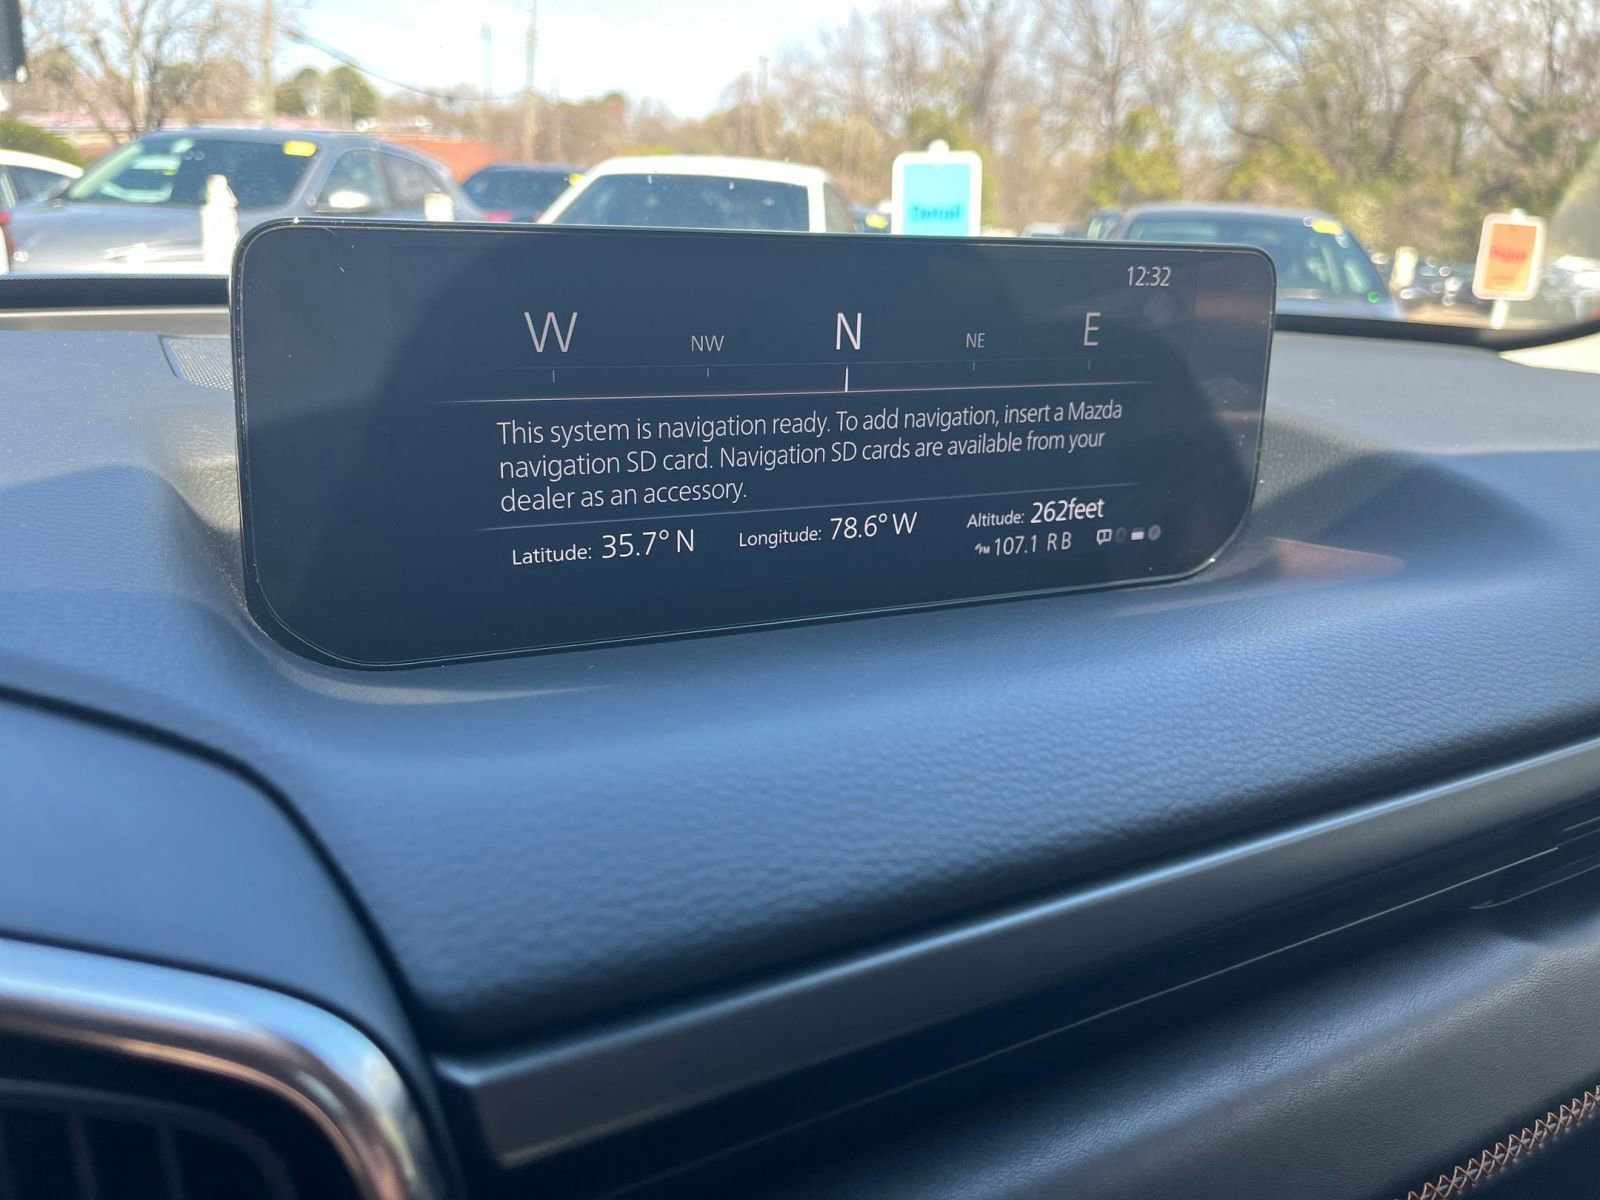 12:32
W NW N NE E
This system is navigation ready. To add navigation, insert a Mazda
navigation SD card. Navigation SD cards are available from your
dealer as an accessory.
Latitude: 35.7° N Longitude: 78.6° W Altitude: 262feet
FM 107.1 R B